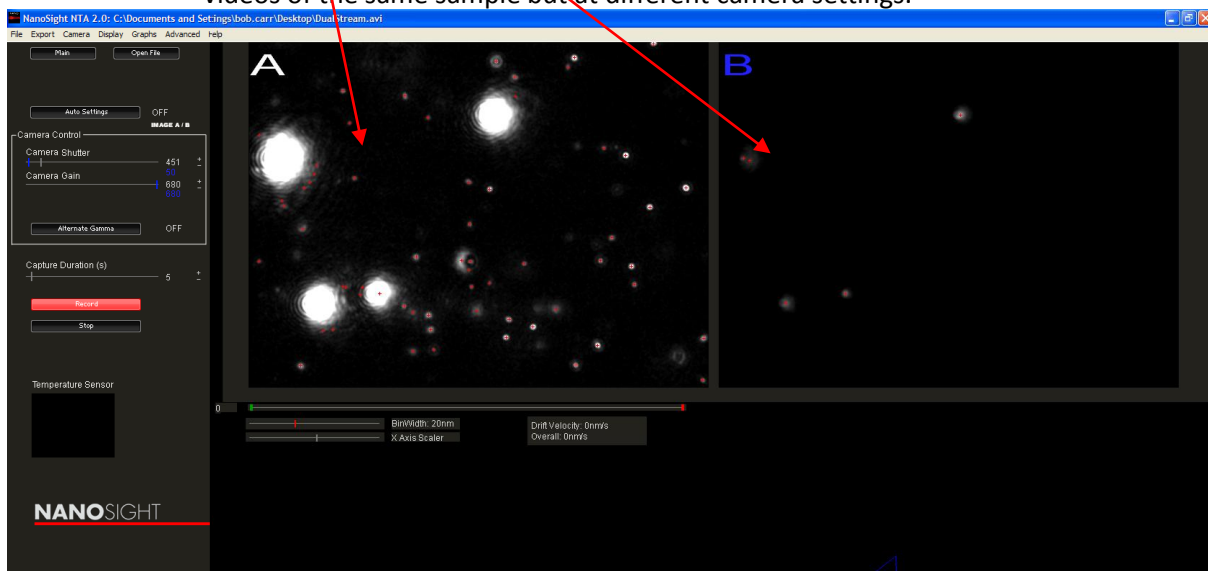 videos of the same sample but at different camera settings.
NanoSight NTA 2.0: C:\Documents and Settings\bob.carr\Desktop\DualStream.avi
File Export Camera Display Graphs Advanced Help
Main Open File
A
B
Auto Settings OFF
IMAGE A / B
Camera Control
Camera Shutter
451 + -
50
Camera Gain
680 + -
680
Alternate Gamma OFF
Capture Duration (s)
5 + -
Record
Stop
Temperature Sensor
0
BinWidth: 20nm
X Axis Scaler
Drift Velocity: 0nm/s
Overall: 0nm/s
NANOSIGHT